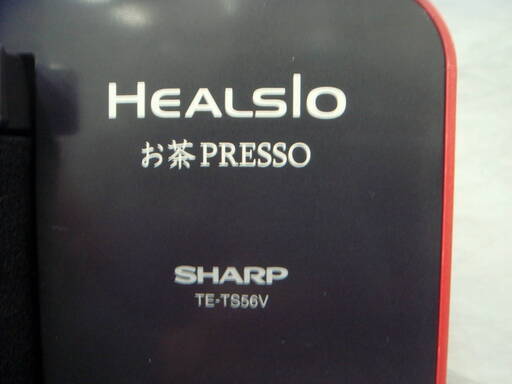 HEALSIO
お茶PRESSO
SHARP
TE-TS56V